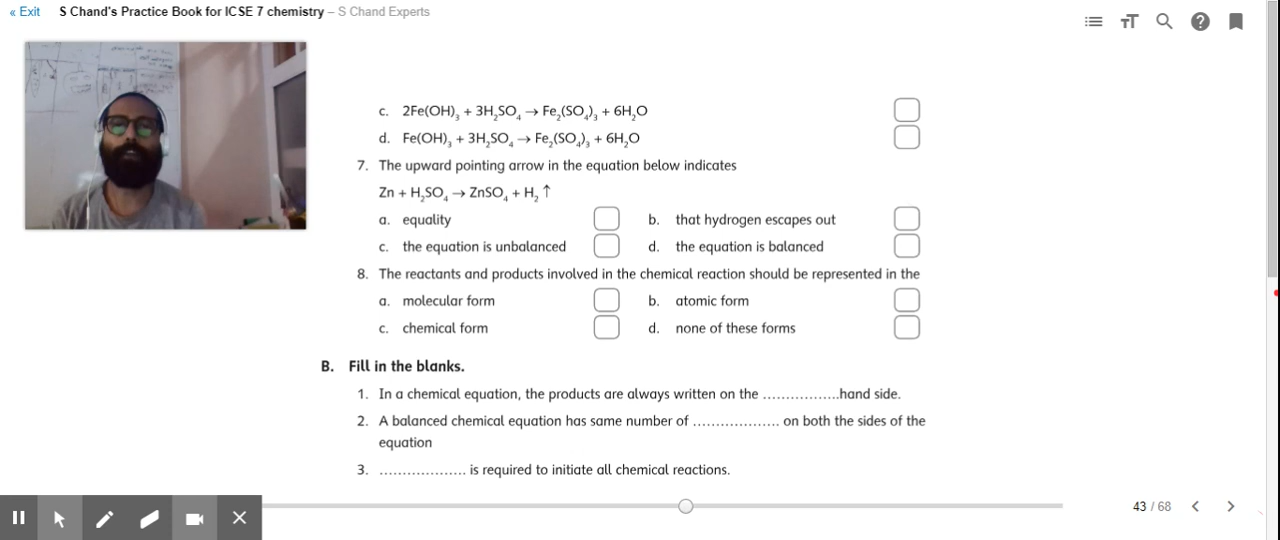 « Exit S Chand's Practice Book for ICSE 7 chemistry – S Chand Experts
c. 2Fe(OH)₃ + 3H₂SO₄ → Fe₂(SO₄)₃ + 6H₂O
d. Fe(OH)₃ + 3H₂SO₄ → Fe₂(SO₄)₃ + 6H₂O
7. The upward pointing arrow in the equation below indicates
Zn + H₂SO₄ → ZnSO₄ + H₂ ↑
a. equality b. that hydrogen escapes out
c. the equation is unbalanced d. the equation is balanced
8. The reactants and products involved in the chemical reaction should be represented in the
a. molecular form b. atomic form
c. chemical form d. none of these forms
B. Fill in the blanks.
1. In a chemical equation, the products are always written on the ................hand side.
2. A balanced chemical equation has same number of .................. on both the sides of the
equation
3. .................. is required to initiate all chemical reactions.
43 / 68